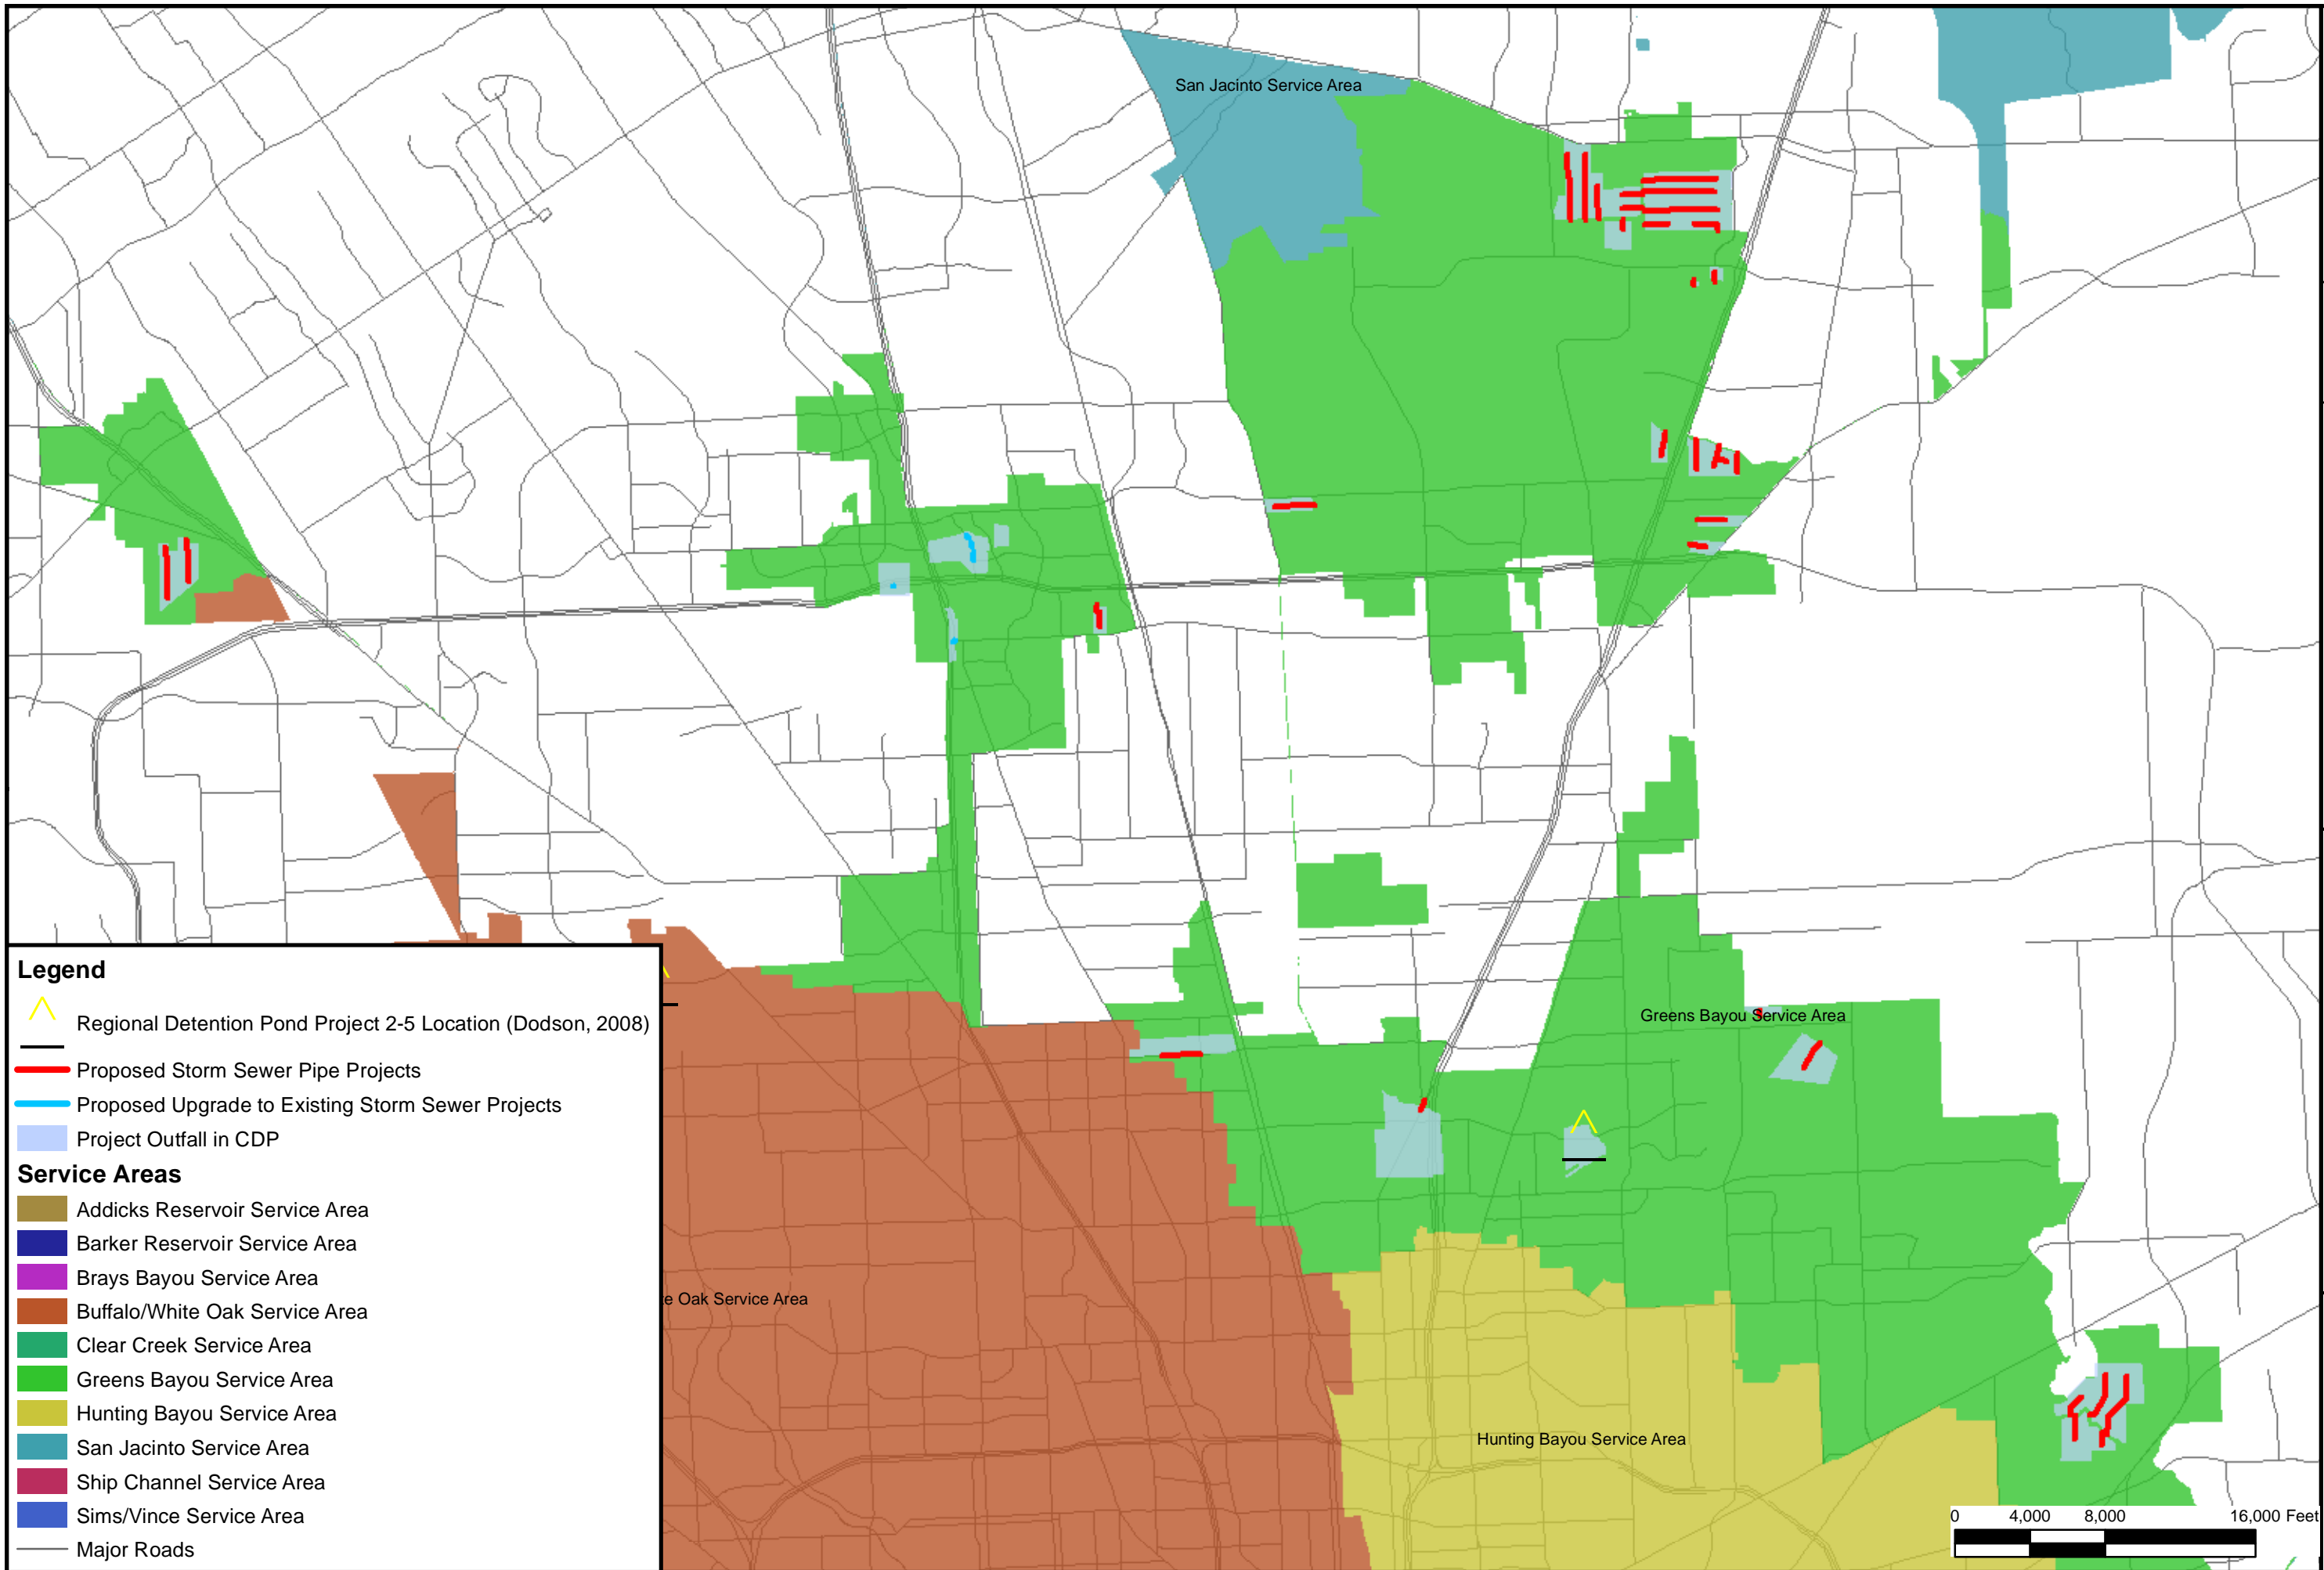 San Jacinto Service Area
Greens Bayou Service Area
e Oak Service Area
Hunting Bayou Service Area
Legend
Regional Detention Pond Project 2-5 Location (Dodson, 2008)
Proposed Storm Sewer Pipe Projects
Proposed Upgrade to Existing Storm Sewer Projects
Project Outfall in CDP
Service Areas
Addicks Reservoir Service Area
Barker Reservoir Service Area
Brays Bayou Service Area
Buffalo/White Oak Service Area
Clear Creek Service Area
Greens Bayou Service Area
Hunting Bayou Service Area
San Jacinto Service Area
Ship Channel Service Area
Sims/Vince Service Area
Major Roads
0 4,000 8,000 16,000 Feet